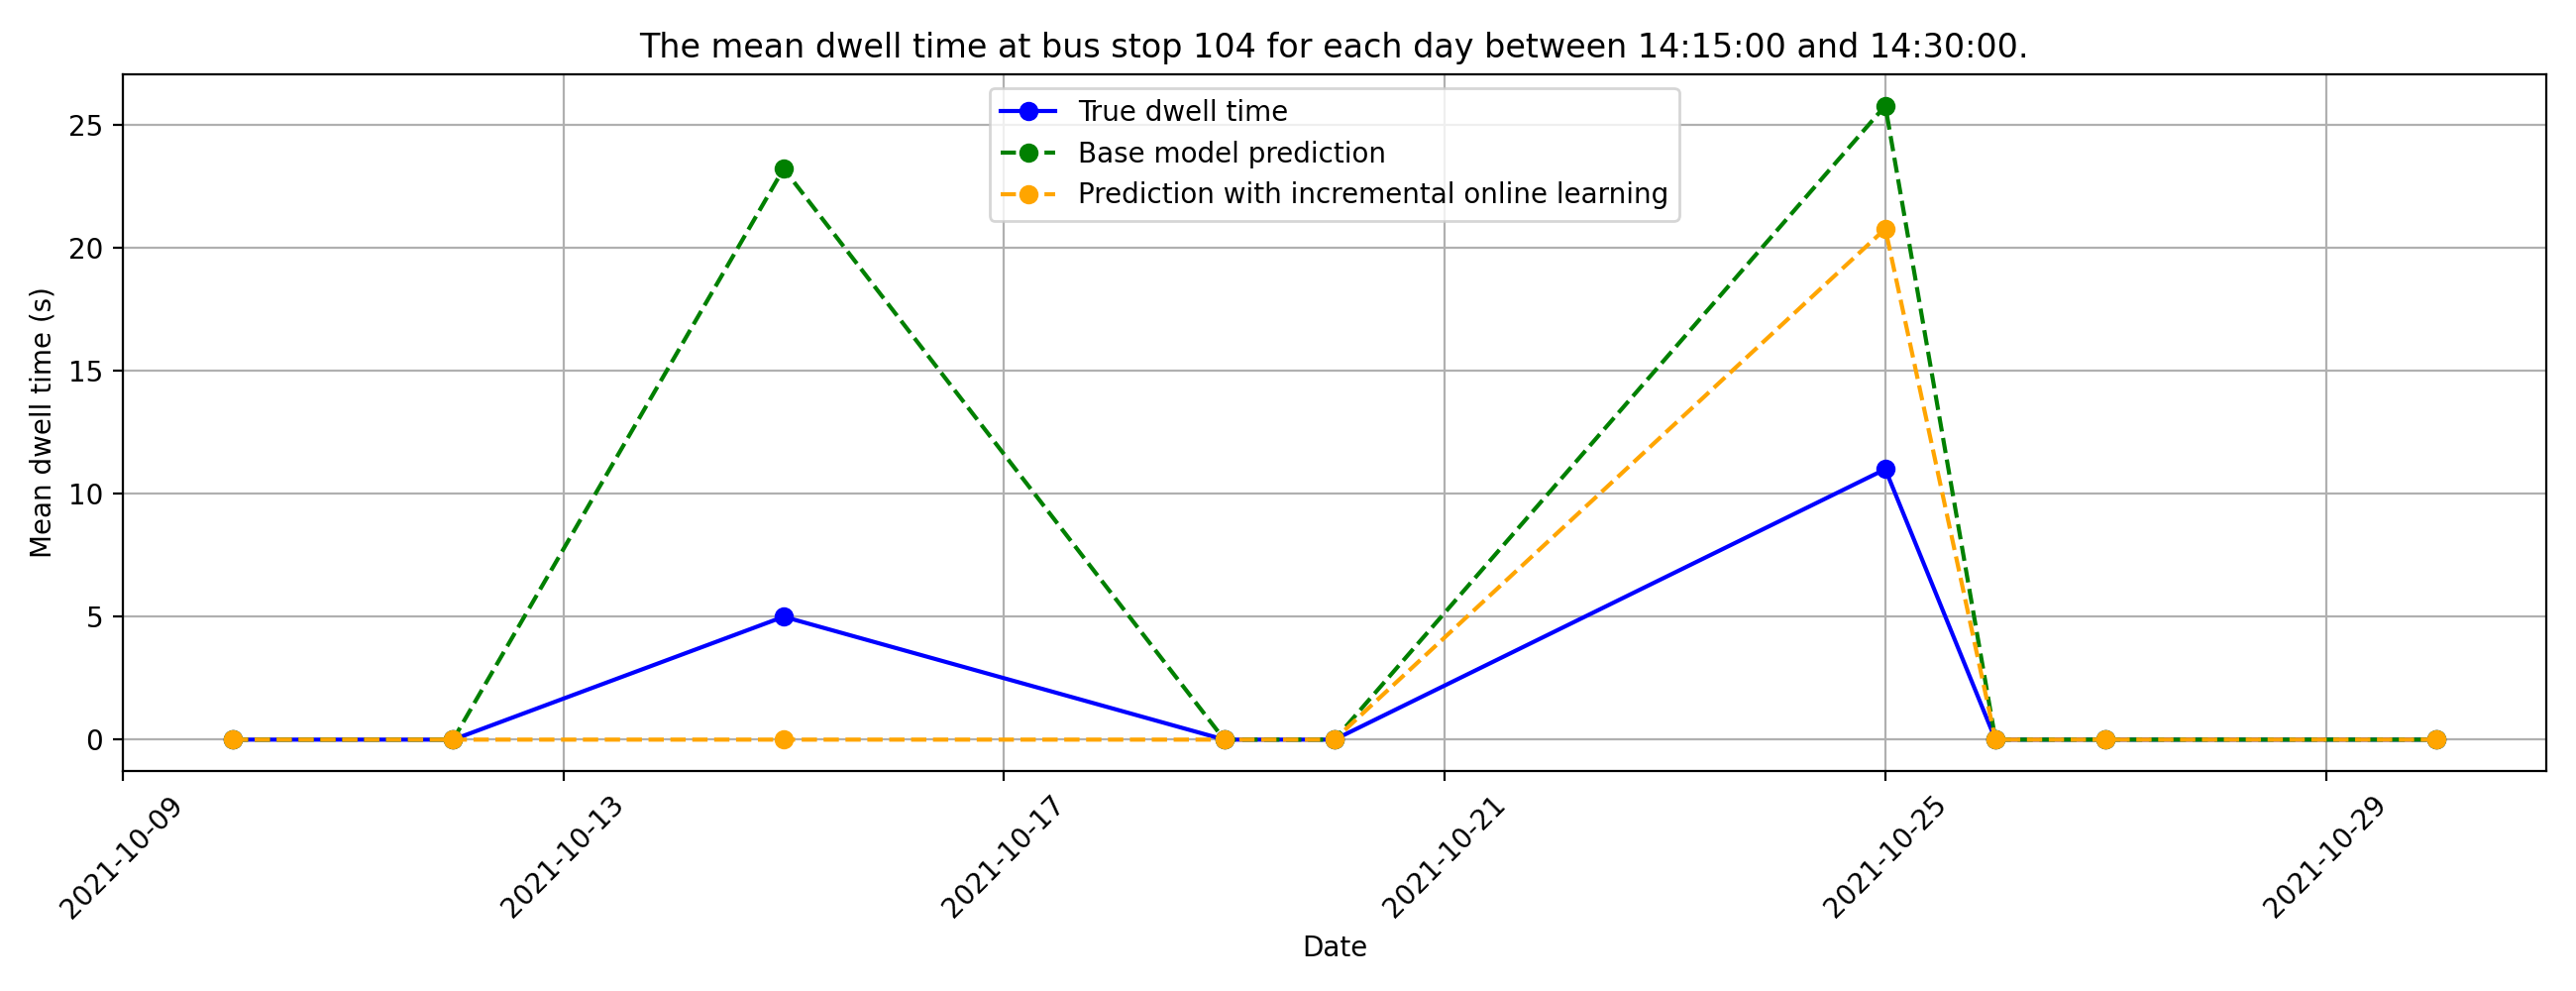 The mean dwell time at bus stop 104 for each day between 14:15:00 and 14:30:00.
True dwell time
Base model prediction
Prediction with incremental online learning
Mean dwell time (s)
25
20
15
10
5
0
2021-10-09
2021-10-13
2021-10-17
2021-10-21
2021-10-25
2021-10-29
Date